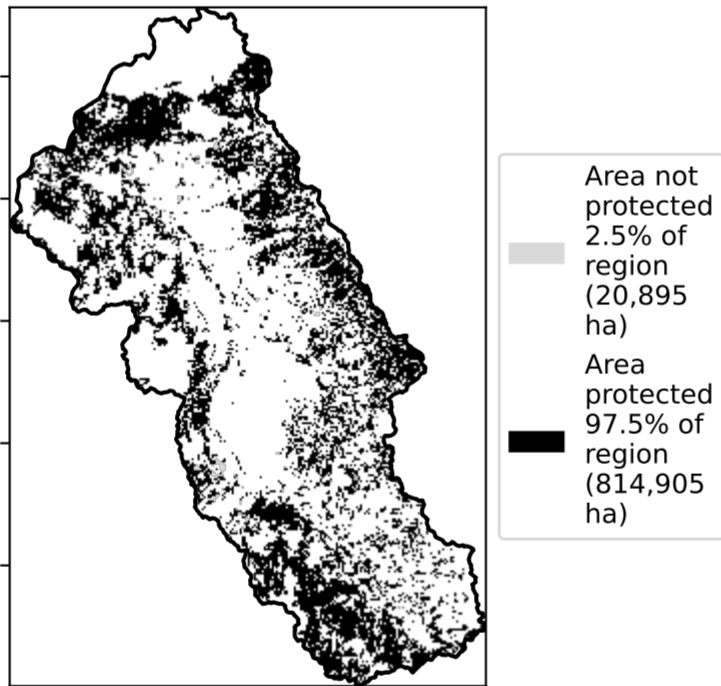 Area not
protected
2.5% of
region
(20,895
ha)
Area
protected
97.5% of
region
(814,905
ha)